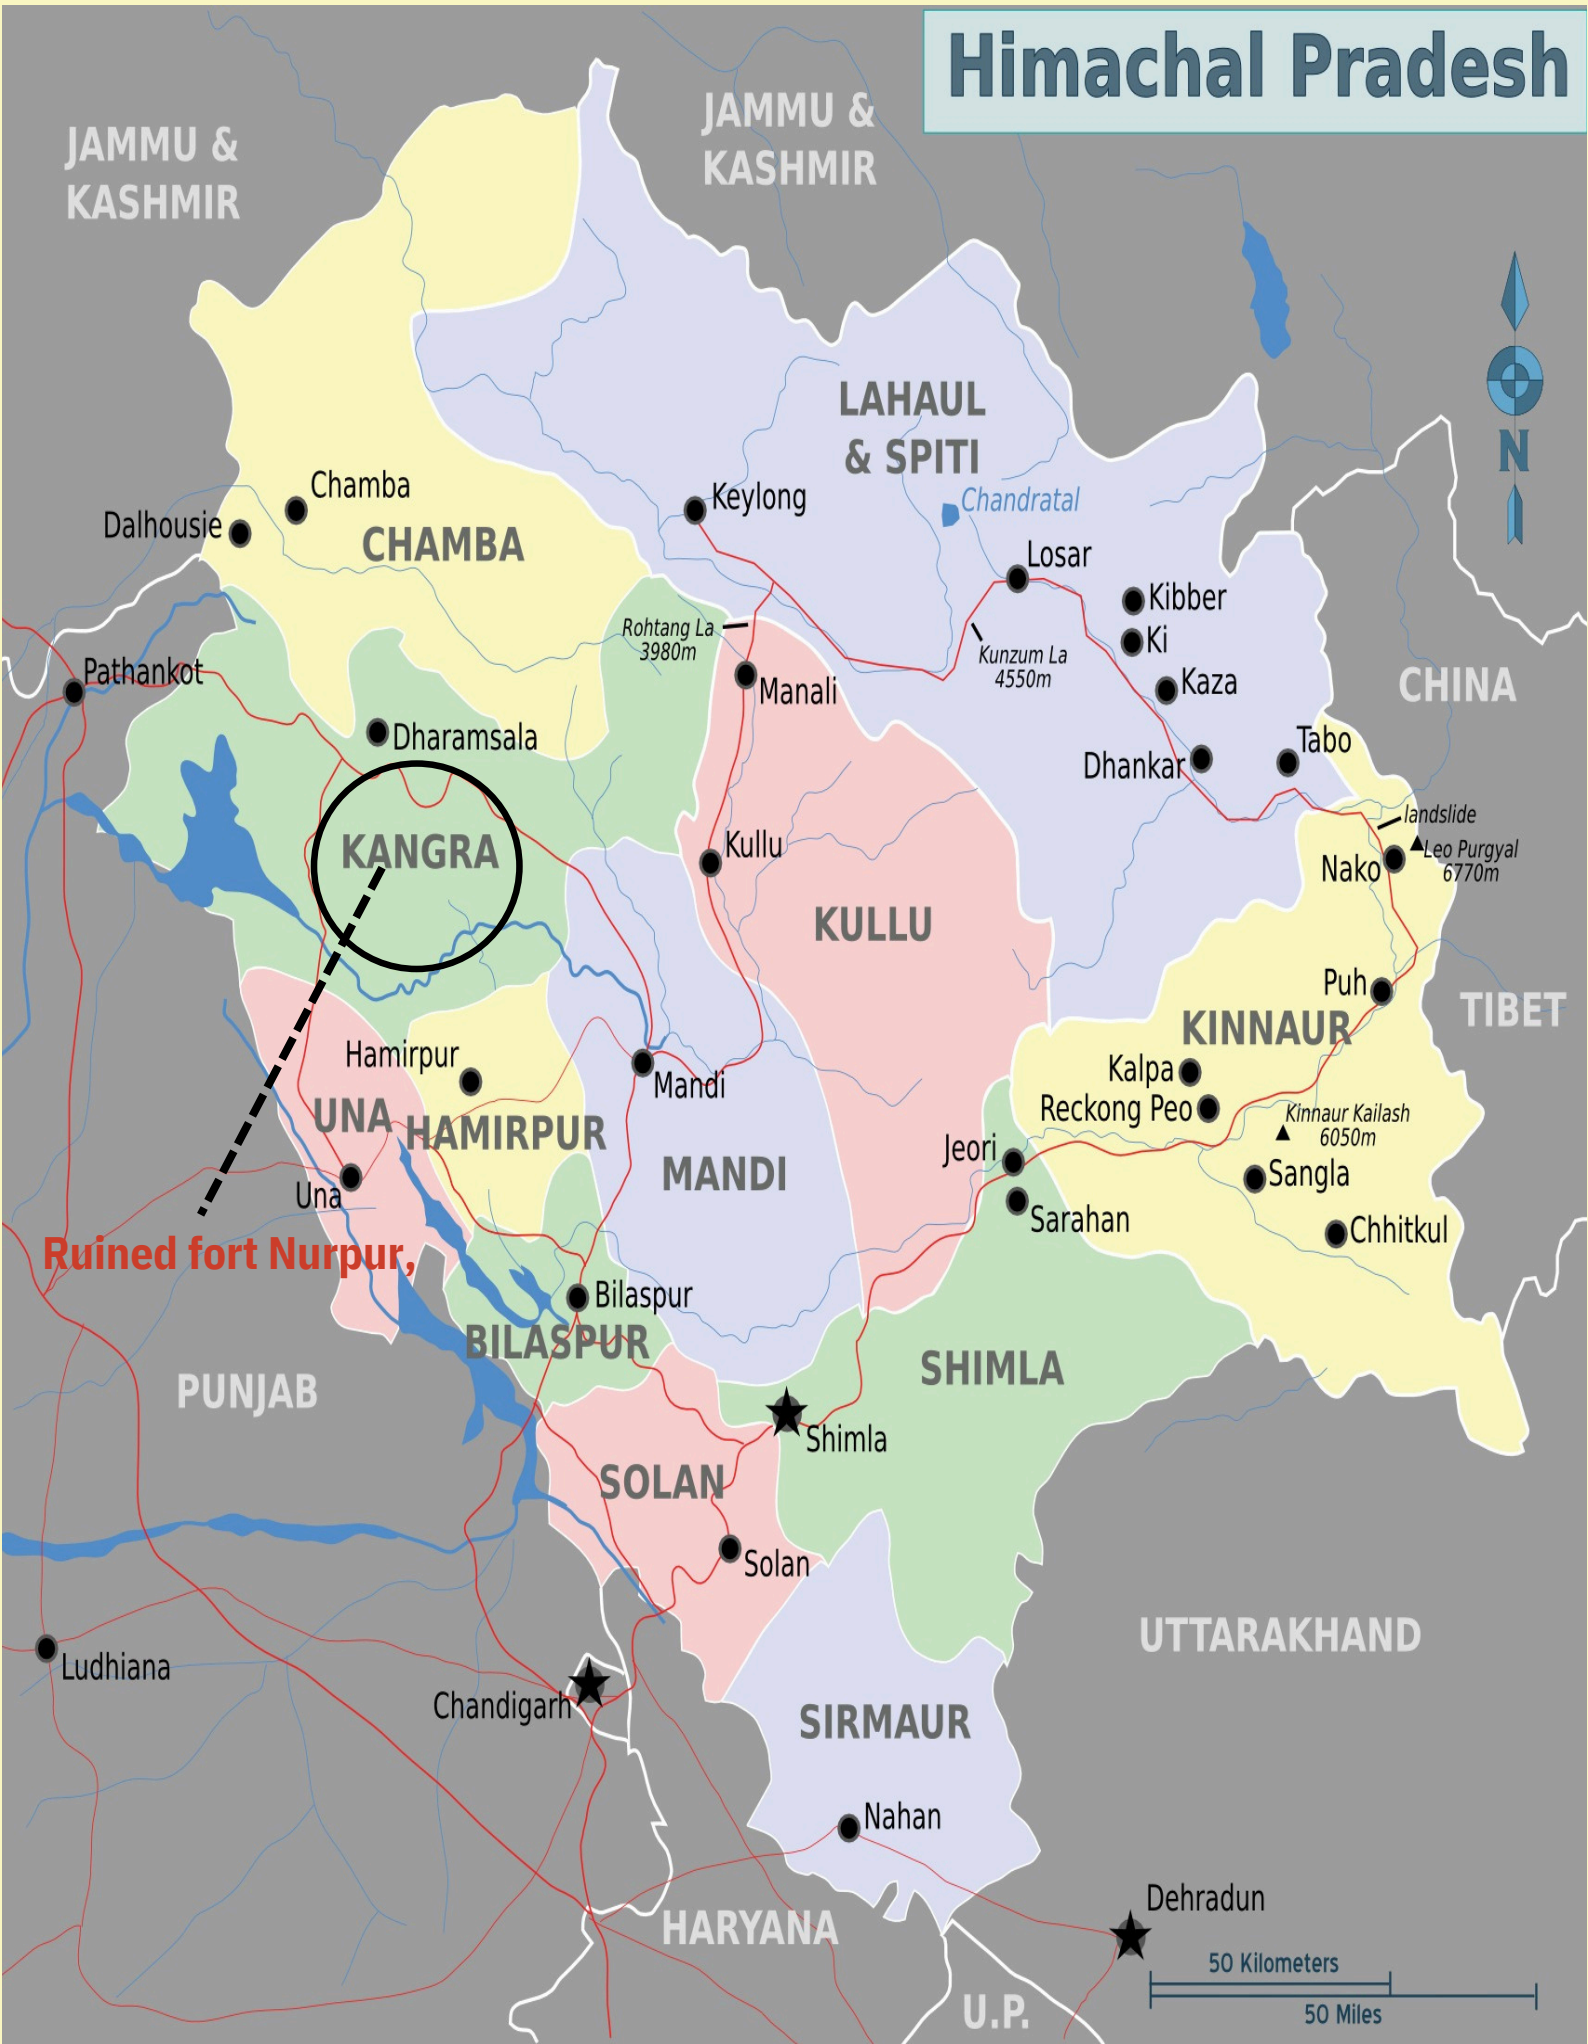 Himachal Pradesh
JAMMU &
KASHMIR
JAMMU &
KASHMIR
LAHAUL
& SPITI
N
Chamba
Dalhousie
CHAMBA
Keylong
Chandratal
Losar
Kibber
Ki
Kaza
Rohtang La
3980m
Kunzum La
4550m
CHINA
Pathankot
Manali
Dharamsala
Dhankar
Tabo
landslide
Leo Purgyal
6770m
Nako
KANGRA
Kullu
KULLU
Puh
KINNAUR
TIBET
Hamirpur
Mandi
Kalpa
Reckong Peo
Kinnaur Kailash
6050m
UNA
HAMIRPUR
MANDI
Jeori
Sangla
Una
Sarahan
Chhitkul
Ruined fort Nurpur,
Bilaspur
BILASPUR
PUNJAB
SHIMLA
Shimla
SOLAN
Solan
UTTARAKHAND
Ludhiana
Chandigarh
SIRMAUR
Nahan
HARYANA
Dehradun
50 Kilometers
50 Miles
U.P.